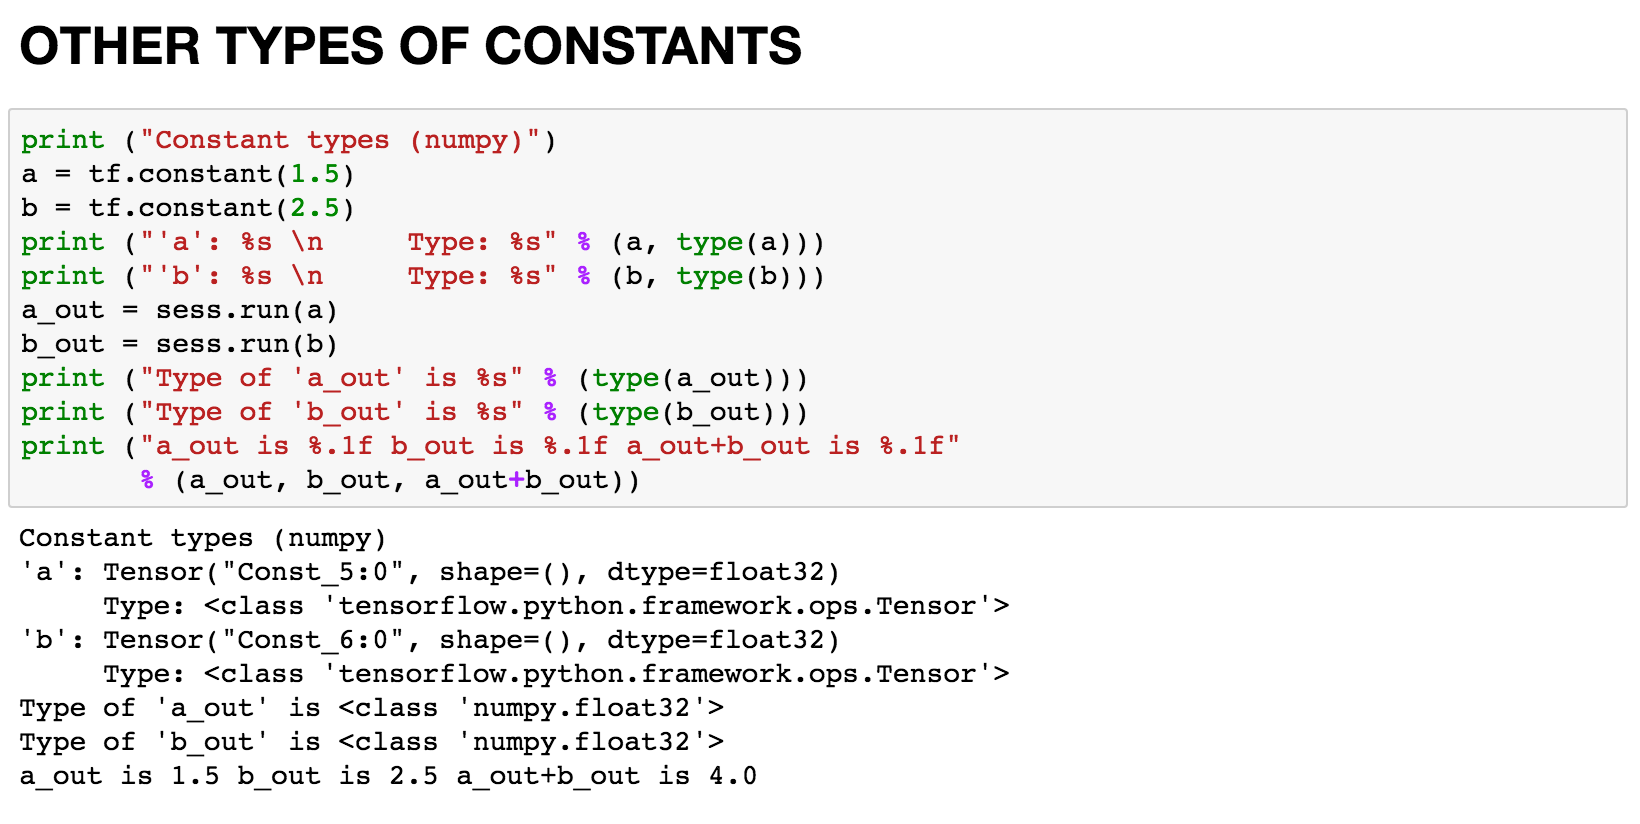 OTHER TYPES OF CONSTANTS
print ("Constant types (numpy)")
a = tf.constant(1.5)
b = tf.constant(2.5)
print ("'a': %s \n     Type: %s" % (a, type(a)))
print ("'b': %s \n     Type: %s" % (b, type(b)))
a_out = sess.run(a)
b_out = sess.run(b)
print ("Type of 'a_out' is %s" % (type(a_out)))
print ("Type of 'b_out' is %s" % (type(b_out)))
print ("a_out is %.1f b_out is %.1f a_out+b_out is %.1f"
       % (a_out, b_out, a_out+b_out))
Constant types (numpy)
'a': Tensor("Const_5:0", shape=(), dtype=float32)
     Type: <class 'tensorflow.python.framework.ops.Tensor'>
'b': Tensor("Const_6:0", shape=(), dtype=float32)
     Type: <class 'tensorflow.python.framework.ops.Tensor'>
Type of 'a_out' is <class 'numpy.float32'>
Type of 'b_out' is <class 'numpy.float32'>
a_out is 1.5 b_out is 2.5 a_out+b_out is 4.0